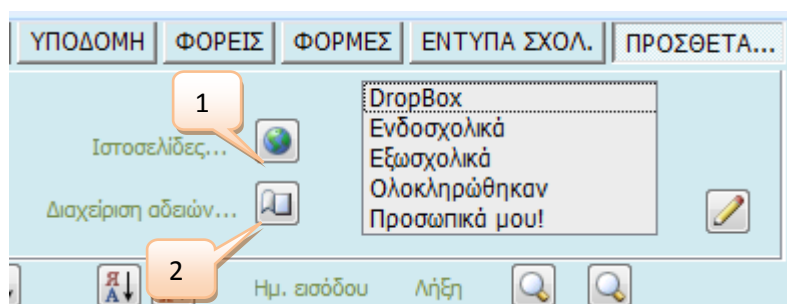 ΥΠΟΔΟΜΗ ΦΟΡΕΙΣ ΦΟΡΜΕΣ ΕΝΤΥΠΑ ΣΧΟΛ. ΠΡΟΣΘΕΤΑ...
1
Ιστοσελίδες...
Διαχείριση αδειών...
2
DropBox
Ενδοσχολικά
Εξωσχολικά
Ολοκληρώθηκαν
Προσωπικά μου!
Ημ. εισόδου Λήξη